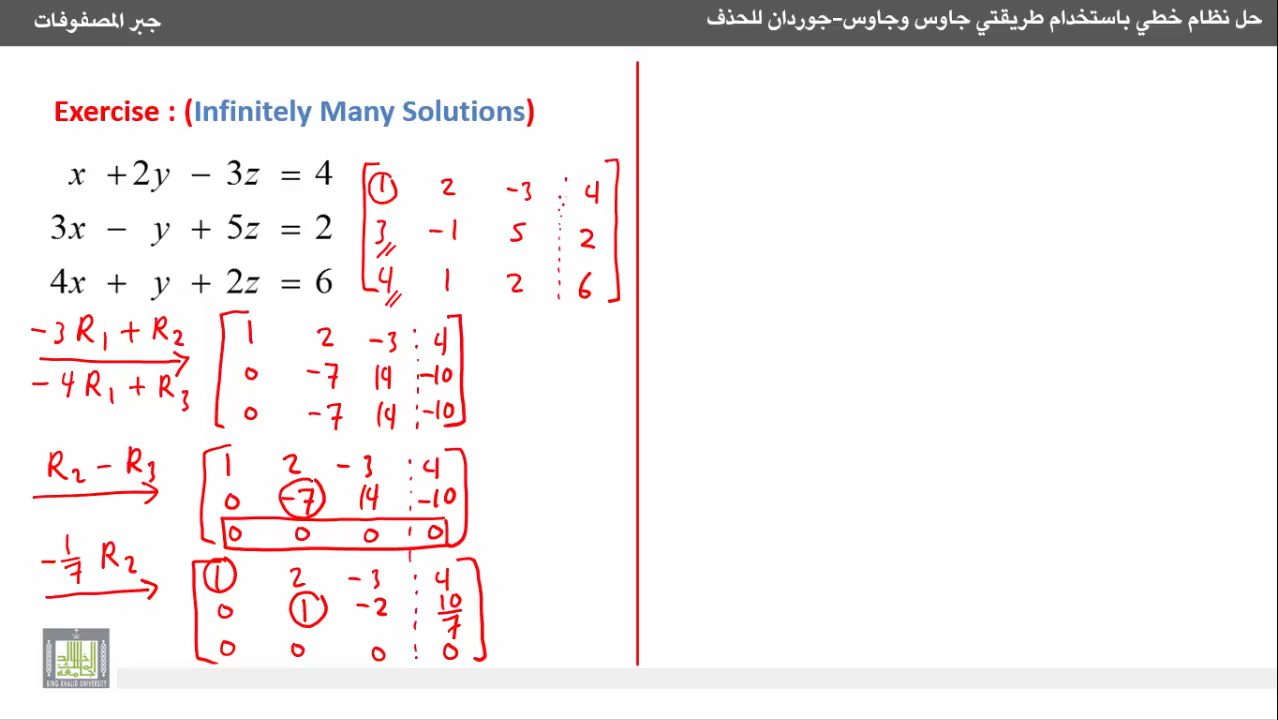 حل نظام خطي باستخدام طريقتي جاوس وجاوس-جوردان للحذف
جبر المصفوفات
Exercise : (Infinitely Many Solutions)
x + 2y − 3z = 4
3x − y + 5z = 2
4x + y + 2z = 6
1 2 -3 4
3 -1 5 2
4 1 2 6
-3R₁ + R₂
-4R₁ + R₃
1 2 -3 4
0 -7 14 -10
0 -7 14 -10
R₂ - R₃
1 2 -3 4
0 -7 14 -10
0 0 0 0
-1/7 R₂
1 2 -3 4
0 1 -2 10/7
0 0 0 0
KING KHALID UNIVERSITY